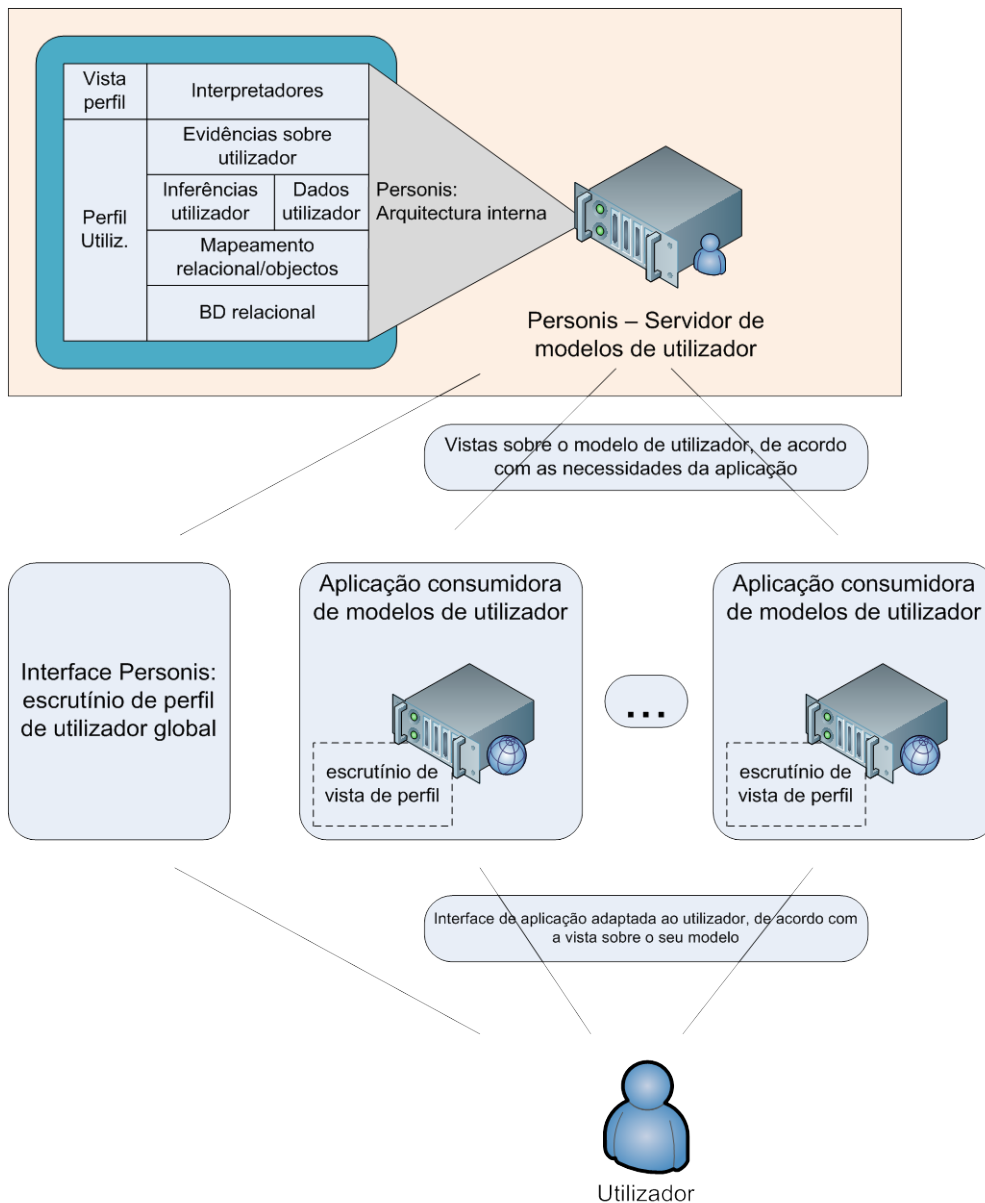 Vista
perfil
Interpretadores
Evidências sobre
utilizador
Inferências
utilizador
Dados
utilizador
Perfil
Utiliz.
Mapeamento
relacional/objectos
BD relacional
Personis:
Arquitectura interna
Personis – Servidor de
modelos de utilizador
Vistas sobre o modelo de utilizador, de acordo
com as necessidades da aplicação
Interface Personis:
escrutínio de perfil
de utilizador global
Aplicação consumidora
de modelos de utilizador
escrutínio de
vista de perfil
...
Aplicação consumidora
de modelos de utilizador
escrutínio de
vista de perfil
Interface de aplicação adaptada ao utilizador, de acordo com
a vista sobre o seu modelo
Utilizador